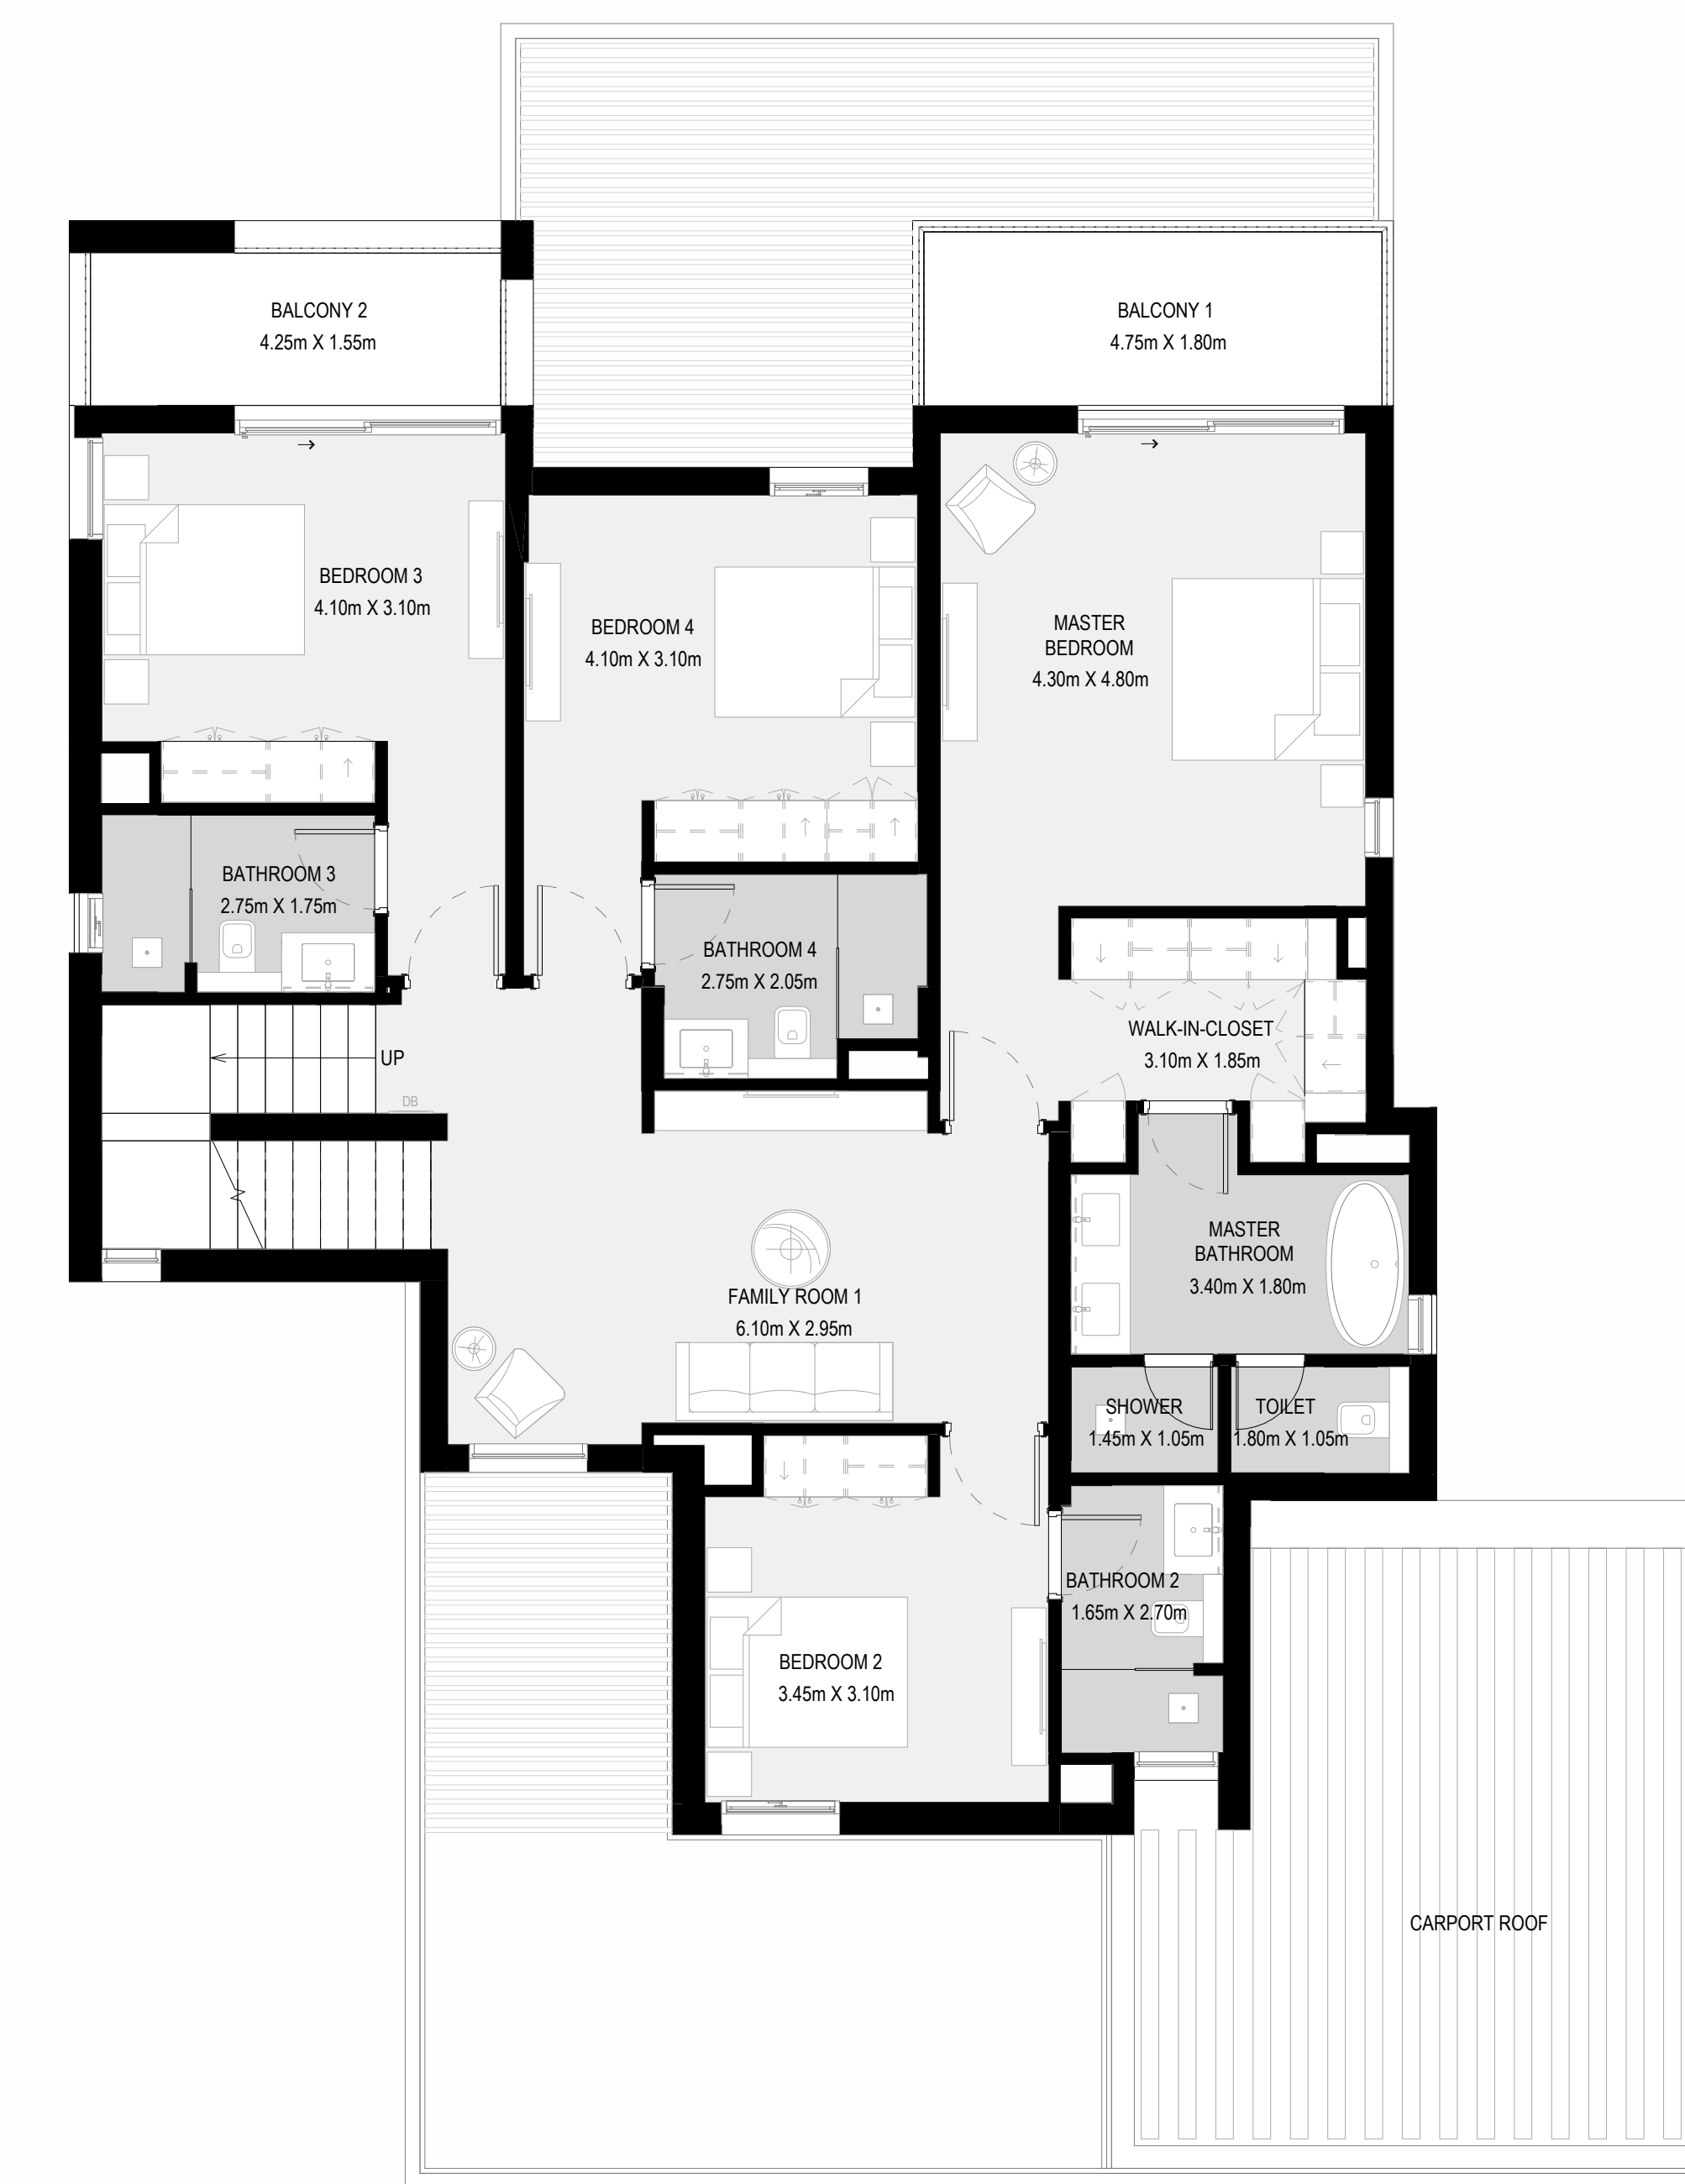 BALCONY 2
4.25m X 1.55m
BALCONY 1
4.75m X 1.80m
BEDROOM 3
4.10m X 3.10m
BEDROOM 4
4.10m X 3.10m
MASTER
BEDROOM
4.30m X 4.80m
BATHROOM 3
2.75m X 1.75m
BATHROOM 4
2.75m X 2.05m
WALK-IN-CLOSET
3.10m X 1.85m
UP
DB
MASTER
BATHROOM
3.40m X 1.80m
FAMILY ROOM 1
6.10m X 2.95m
SHOWER
1.45m X 1.05m
TOILET
1.80m X 1.05m
BATHROOM 2
1.65m X 2.70m
BEDROOM 2
3.45m X 3.10m
CARPORT ROOF